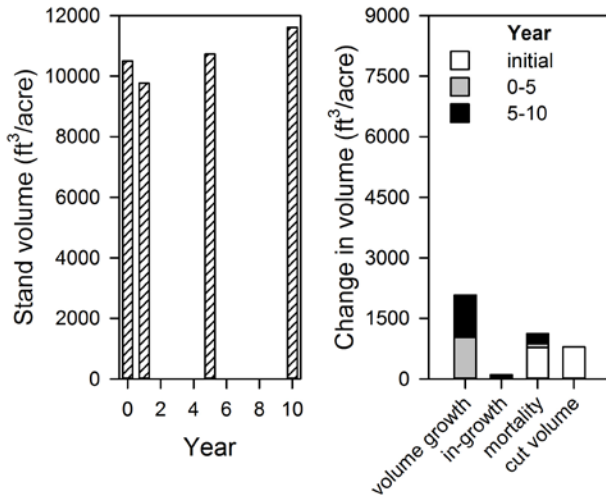 Stand volume (ft³/acre)
12000
10000
8000
6000
4000
2000
0
0 2 4 6 8 10
Year
Change in volume (ft³/acre)
9000
7500
6000
4500
3000
1500
0
Year
initial
0-5
5-10
volume growth
in-growth
mortality
cut volume